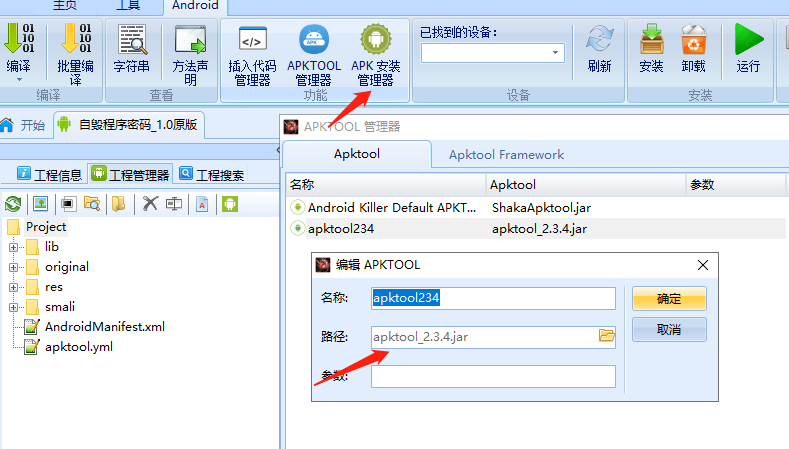 主页 工具 Android
编译 批量编译 字符串 方法声明 插入代码管理器 APKTOOL 管理器 APK 安装管理器 已找到的设备: 刷新 安装 卸载 运行
编译 查看 功能 设备 安装
开始 自毁程序密码_1.0原版
工程信息 工程管理器 工程搜索
Project
lib
original
res
smali
AndroidManifest.xml
apktool.yml
APKTOOL 管理器
Apktool Apktool Framework
名称 Apktool 参数
Android Killer Default APKT... ShakaApktool.jar
apktool234 apktool_2.3.4.jar
编辑 APKTOOL
名称: apktool234 确定
路径: apktool_2.3.4.jar 取消
参数: